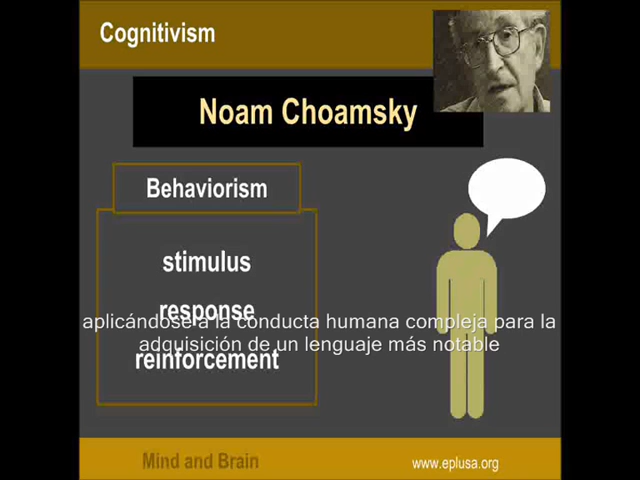 Cognitivism
Noam Choamsky
Behaviorism
stimulus
response
reinforcement
aplicándose a la conducta humana compleja para la
adquisición de un lenguaje más notable
Mind and Brain
www.eplusa.org